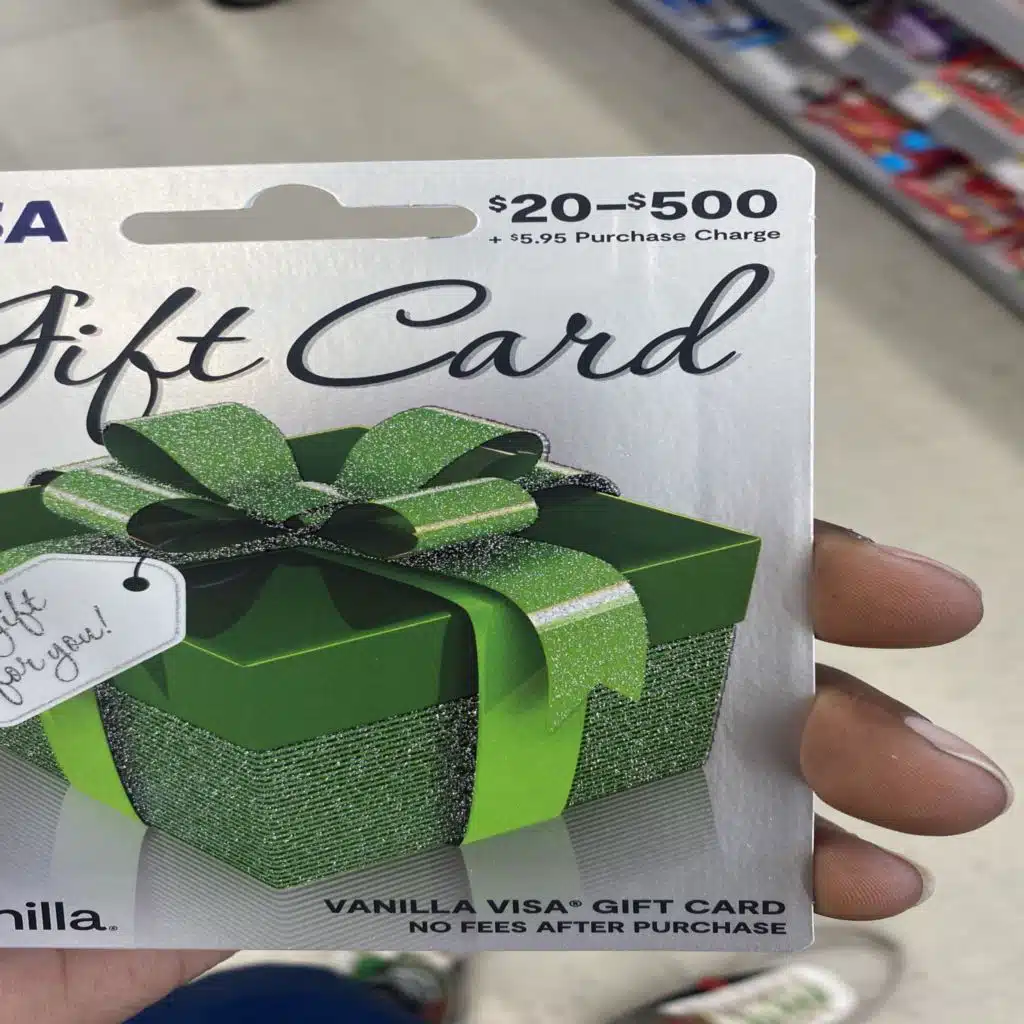 SA
$20–$500
+ $5.95 Purchase Charge
Gift Card
gift
for you!
nilla.
VANILLA VISA® GIFT CARD
NO FEES AFTER PURCHASE